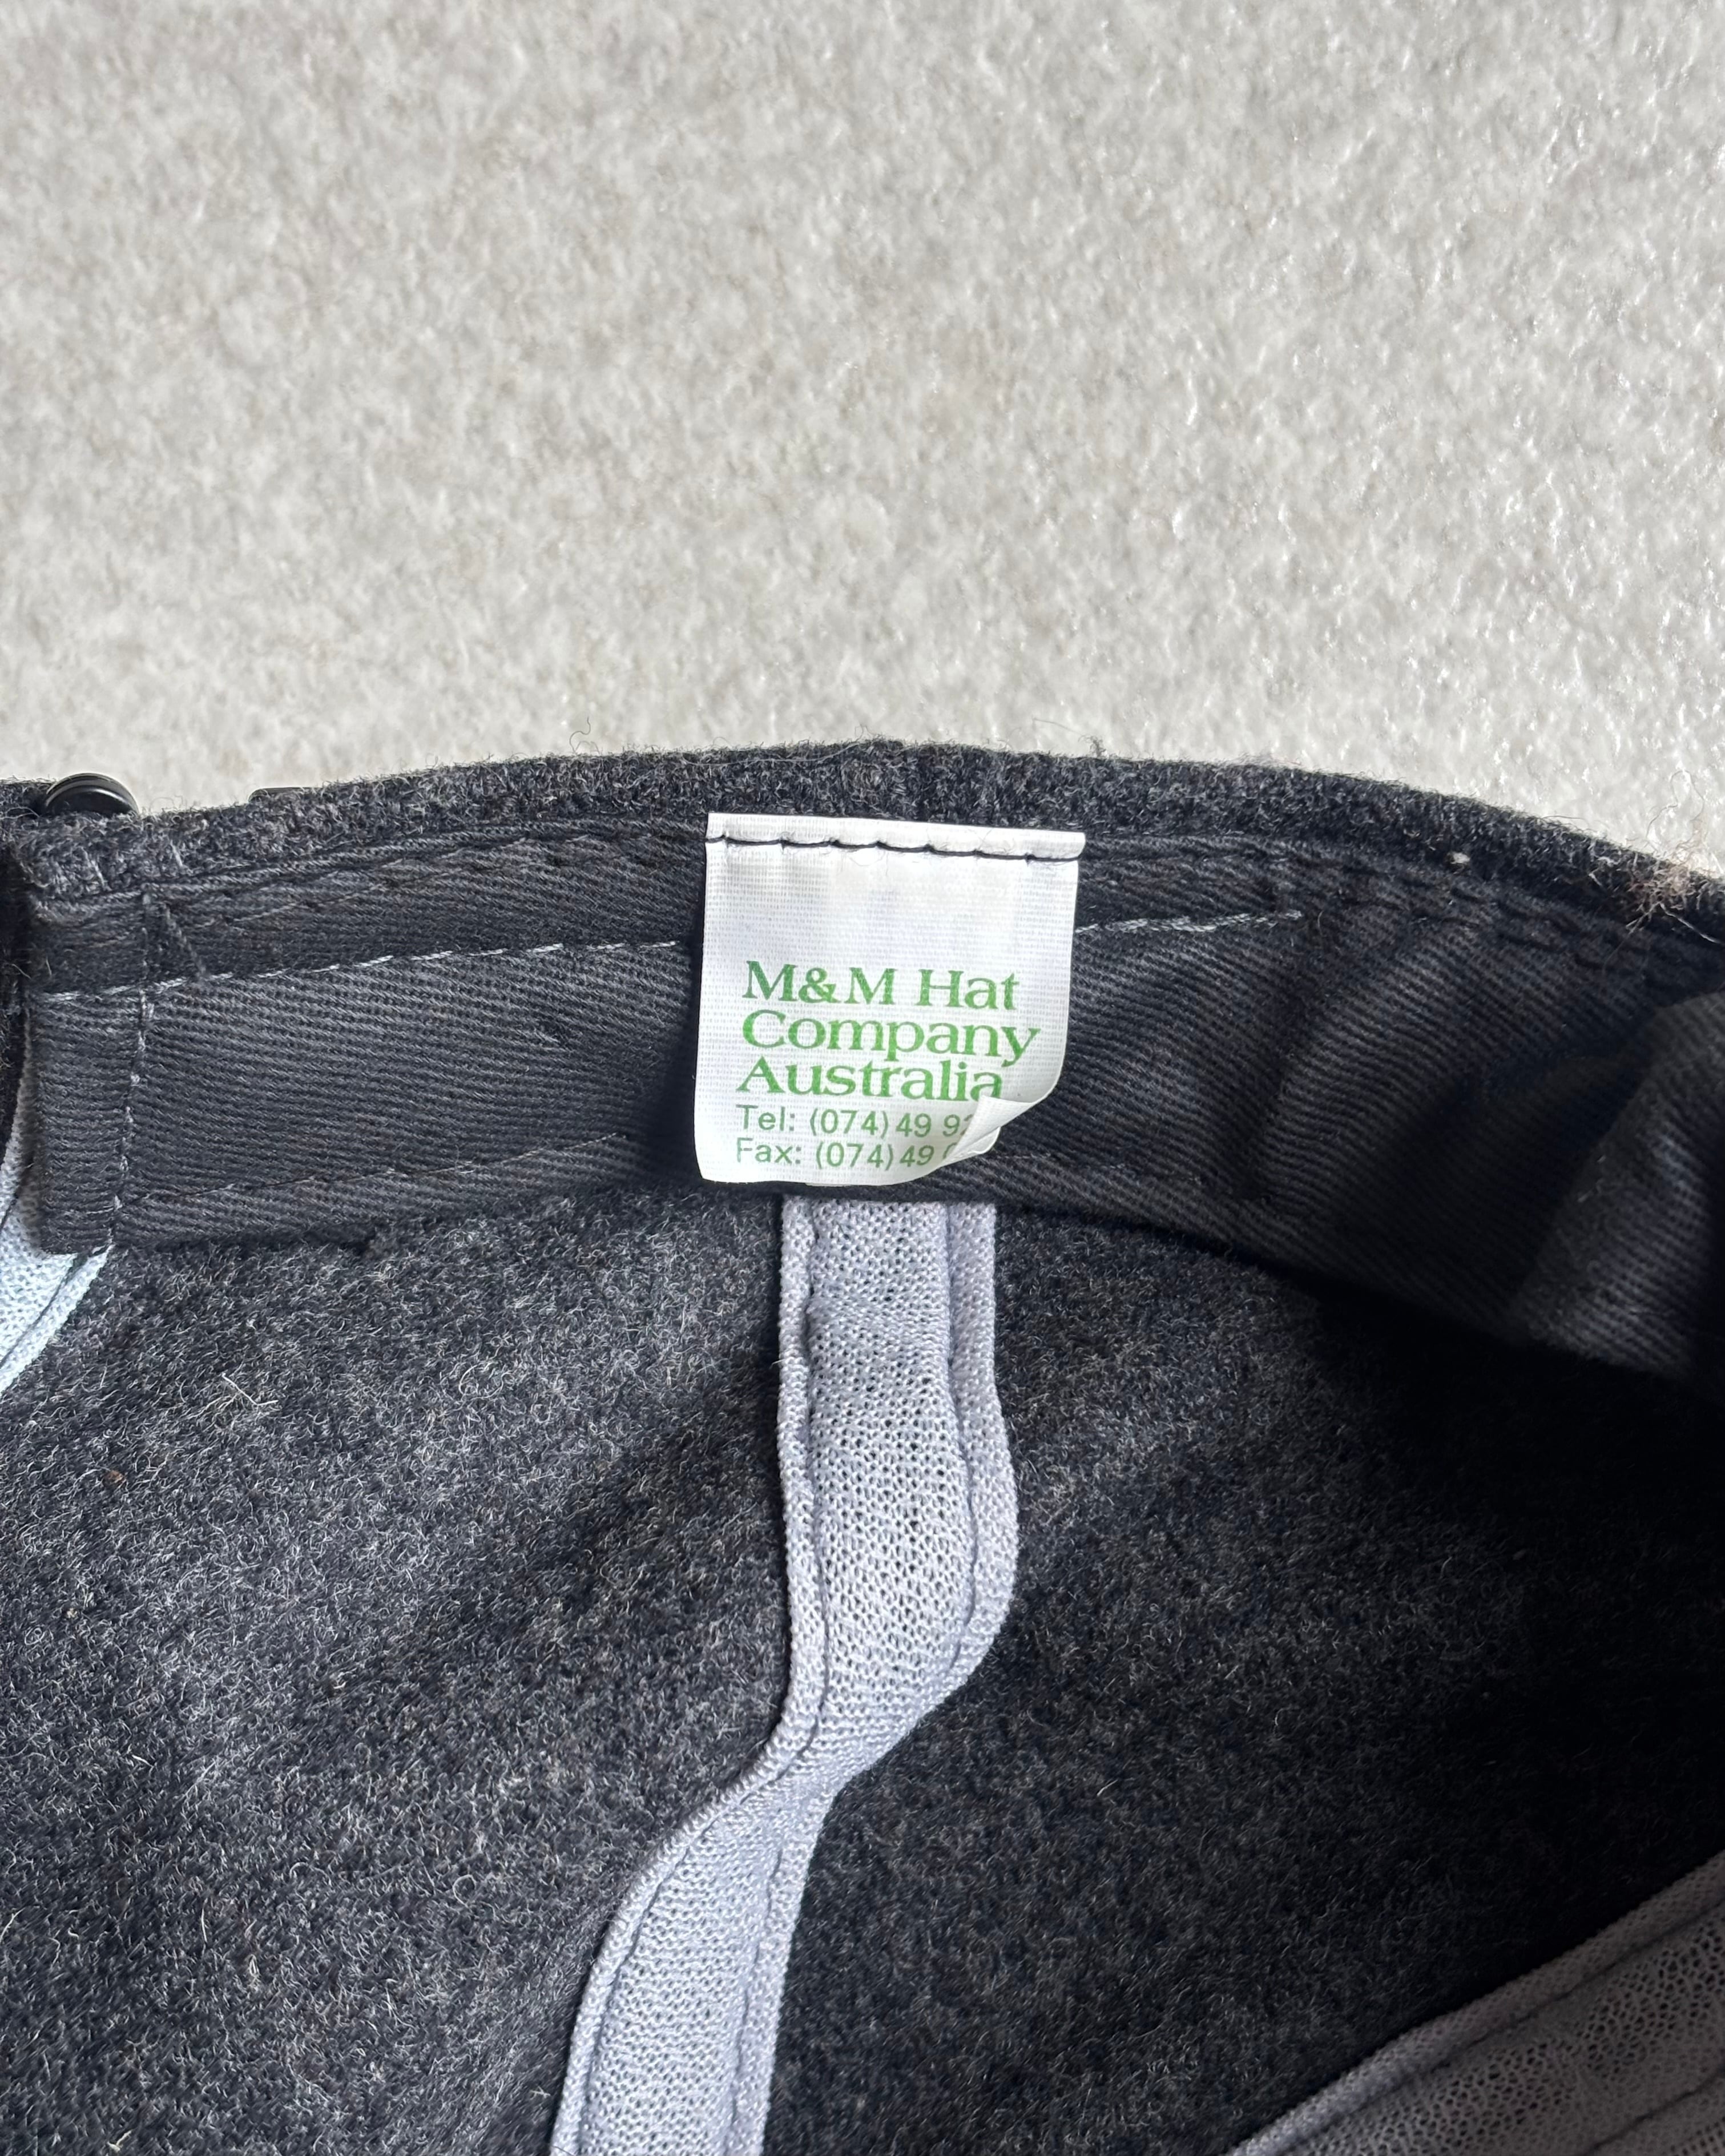 M&M Hat
Company
Australia
Tel: (074) 49
Fax: (074) 49